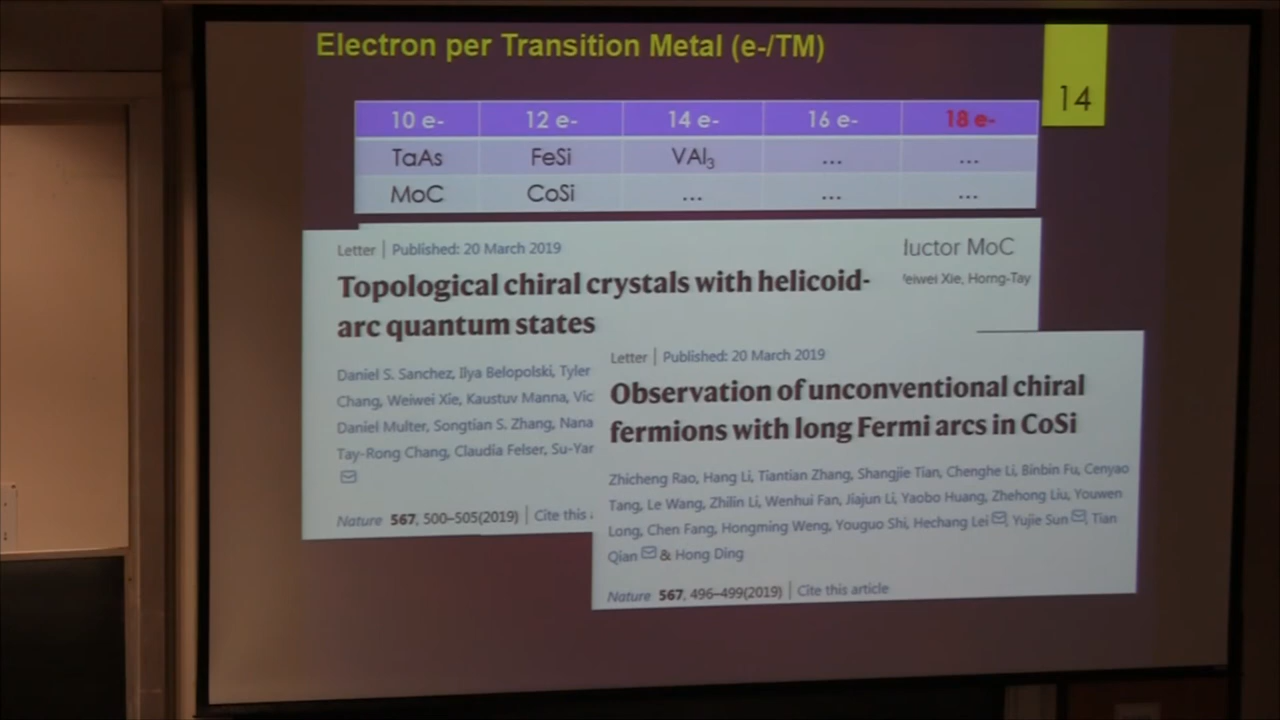 Electron per Transition Metal (e-/TM)
14
10 e- 12 e- 14 e- 16 e- 18 e-
TaAs FeSi VAl₃ ... ...
MoC CoSi ... ... ...
Letter | Published: 20 March 2019
Topological chiral crystals with helicoid-
arc quantum states
Daniel S. Sanchez, Ilya Belopolski, Tyler
Chang, Weiwei Xie, Kaustuv Manna, Vic
Daniel Multer, Songtian S. Zhang, Nana
Tay-Rong Chang, Claudia Felser, Su-Yar
Nature 567, 500–505(2019) | Cite this
luctor MoC
eiwei Xie, Horng-Tay
Letter | Published: 20 March 2019
Observation of unconventional chiral
fermions with long Fermi arcs in CoSi
Zhicheng Rao, Hang Li, Tiantian Zhang, Shangjie Tian, Chenghe Li, Binbin Fu, Cenyao
Tang, Le Wang, Zhilin Li, Wenhui Fan, Jiajun Li, Yaobo Huang, Zhehong Liu, Youwen
Long, Chen Fang, Hongming Weng, Youguo Shi, Hechang Lei, Yujie Sun, Tian
Qian & Hong Ding
Nature 567, 496–499(2019) | Cite this article